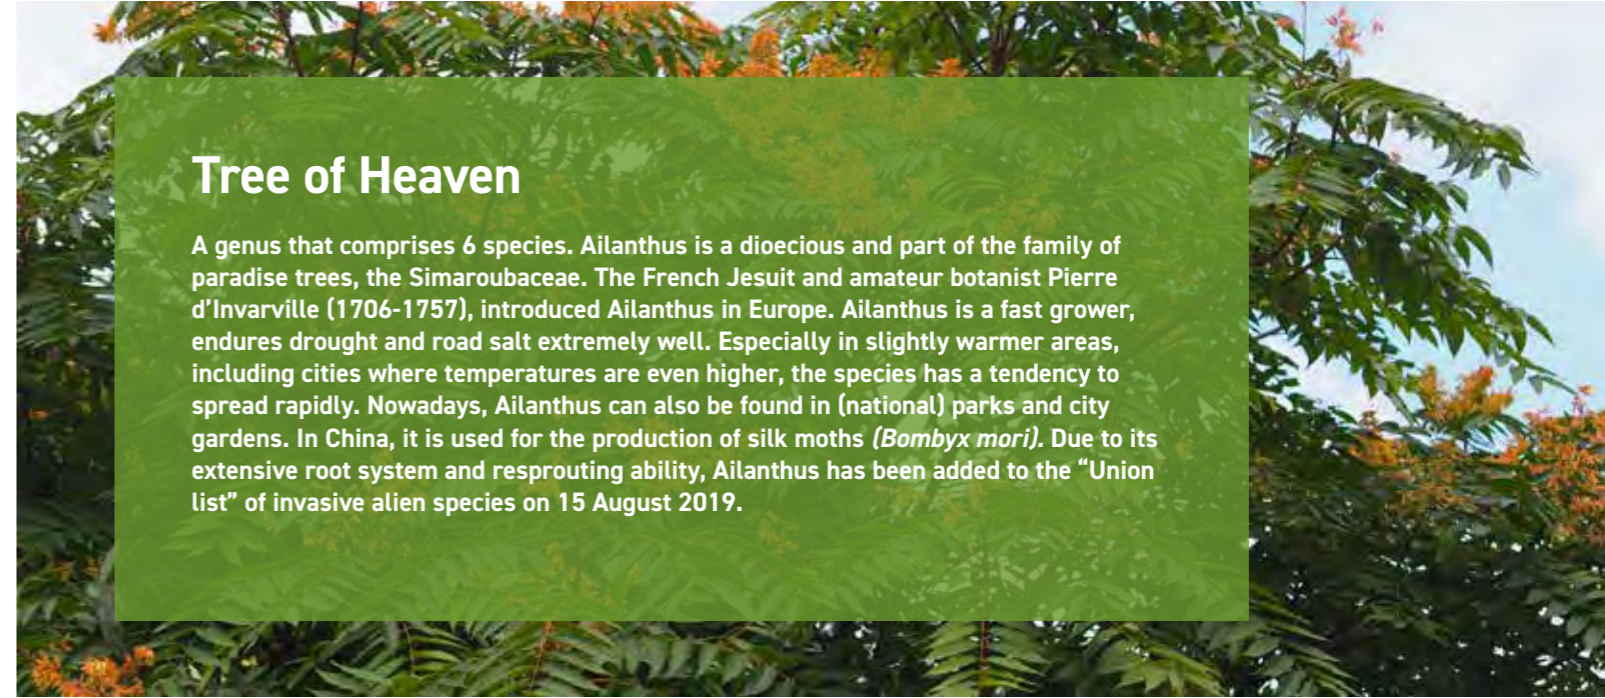 Tree of Heaven
A genus that comprises 6 species. Ailanthus is a dioecious and part of the family of
paradise trees, the Simaroubaceae. The French Jesuit and amateur botanist Pierre
d’Invarville (1706-1757), introduced Ailanthus in Europe. Ailanthus is a fast grower,
endures drought and road salt extremely well. Especially in slightly warmer areas,
including cities where temperatures are even higher, the species has a tendency to
spread rapidly. Nowadays, Ailanthus can also be found in (national) parks and city
gardens. In China, it is used for the production of silk moths (Bombyx mori). Due to its
extensive root system and resprouting ability, Ailanthus has been added to the “Union
list” of invasive alien species on 15 August 2019.